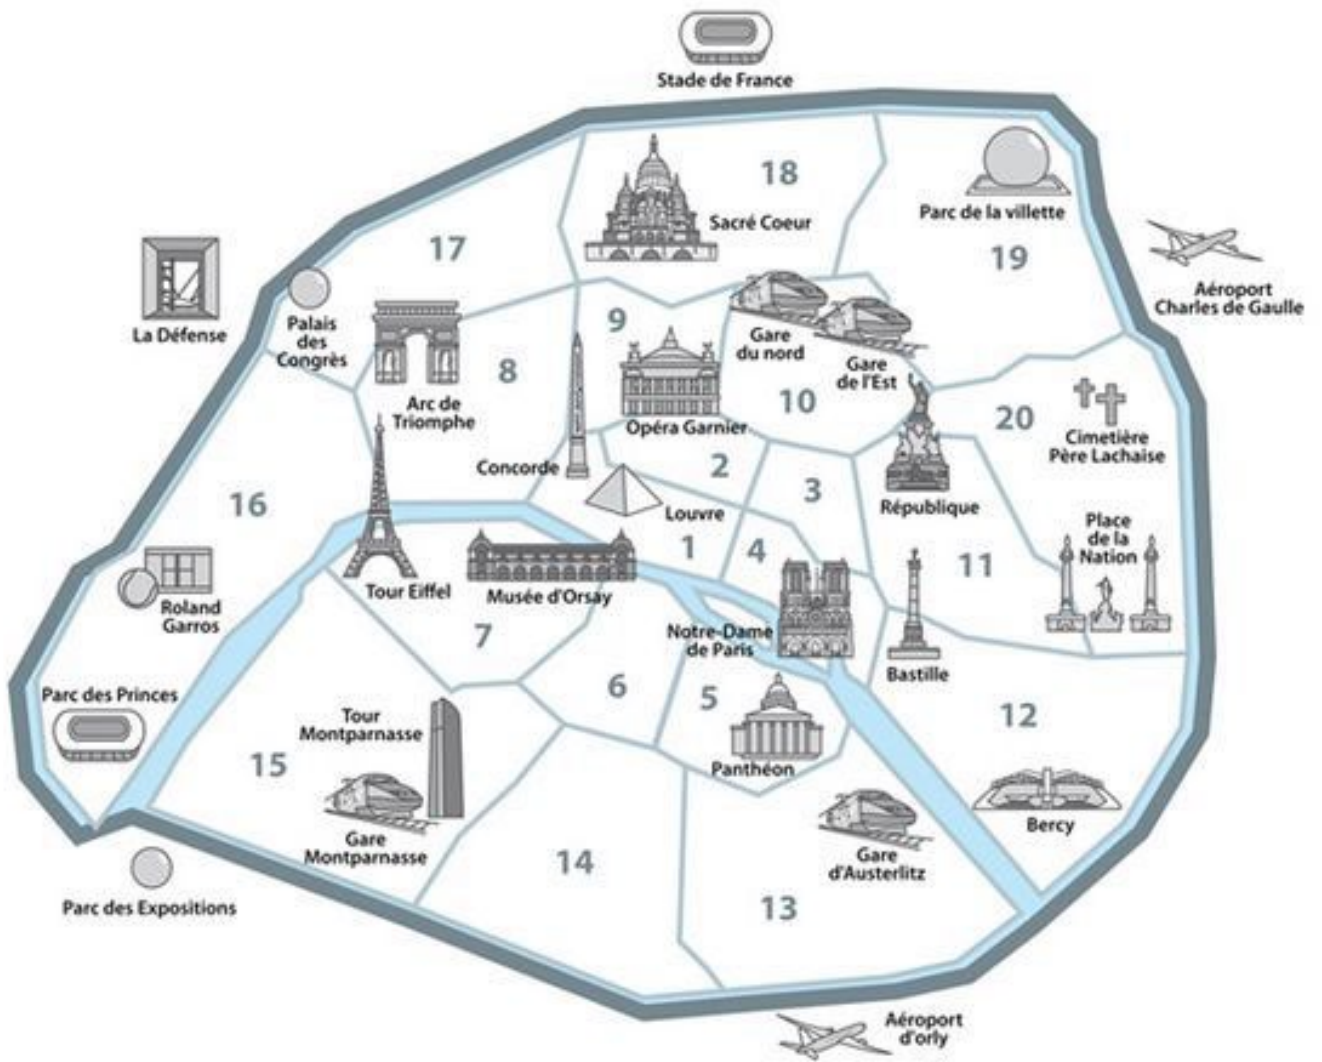 Stade de France
18
Sacré Coeur
Parc de la villette
17
19
Aéroport
Charles de Gaulle
La Défense
Palais
des
Congrès
9
Gare
du nord
Gare
de l'Est
8
10
Arc de
Triomphe
Opéra Garnier
20
Cimetière
Père Lachaise
Concorde
2
3
16
Louvre
République
Place
de la
Nation
1
4
11
Tour Eiffel
Musée d'Orsay
Roland
Garros
7
Notre-Dame
de Paris
Bastille
6
5
Parc des Princes
12
Tour
Montparnasse
15
Panthéon
Bercy
Gare
Montparnasse
14
Gare
d'Austerlitz
Parc des Expositions
13
Aéroport
d'orly